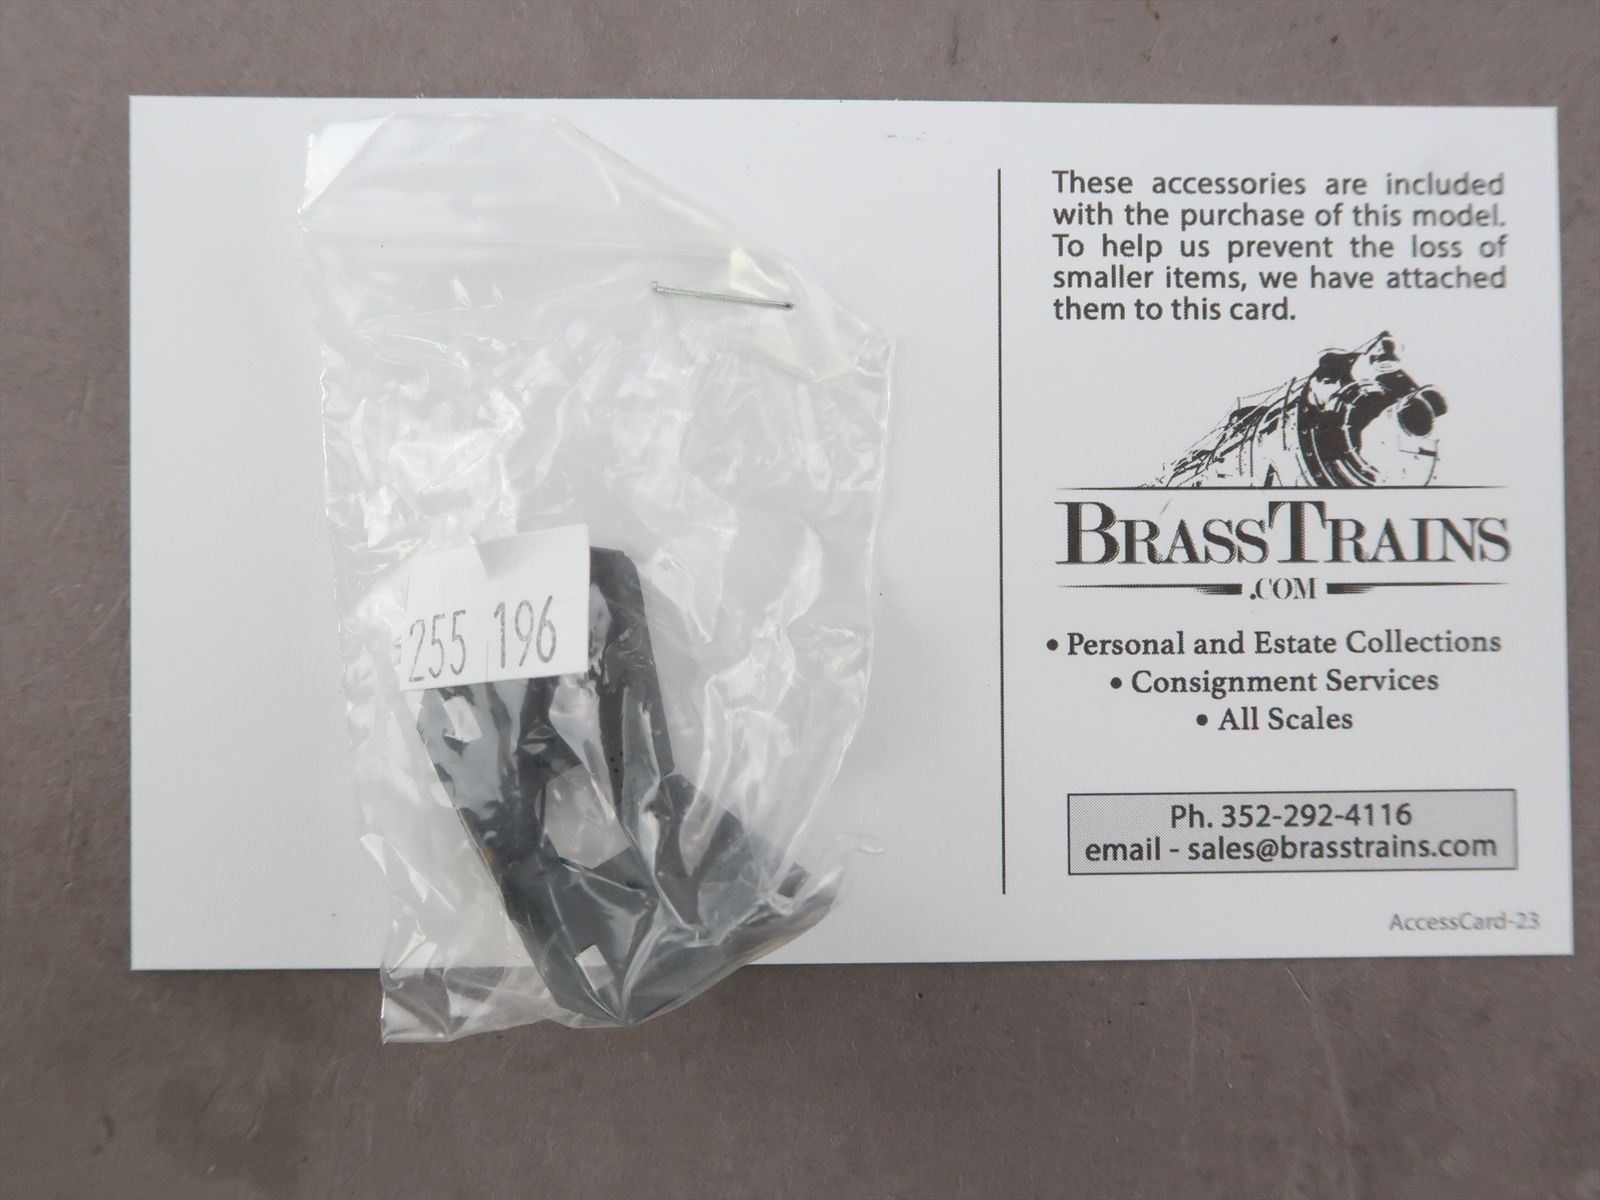 255 196
These accessories are included
with the purchase of this model.
To help us prevent the loss of
smaller items, we have attached
them to this card.
BRASSTRAINS
.COM
• Personal and Estate Collections
• Consignment Services
• All Scales
Ph. 352-292-4116
email - sales@brasstrains.com
AccessCard-23